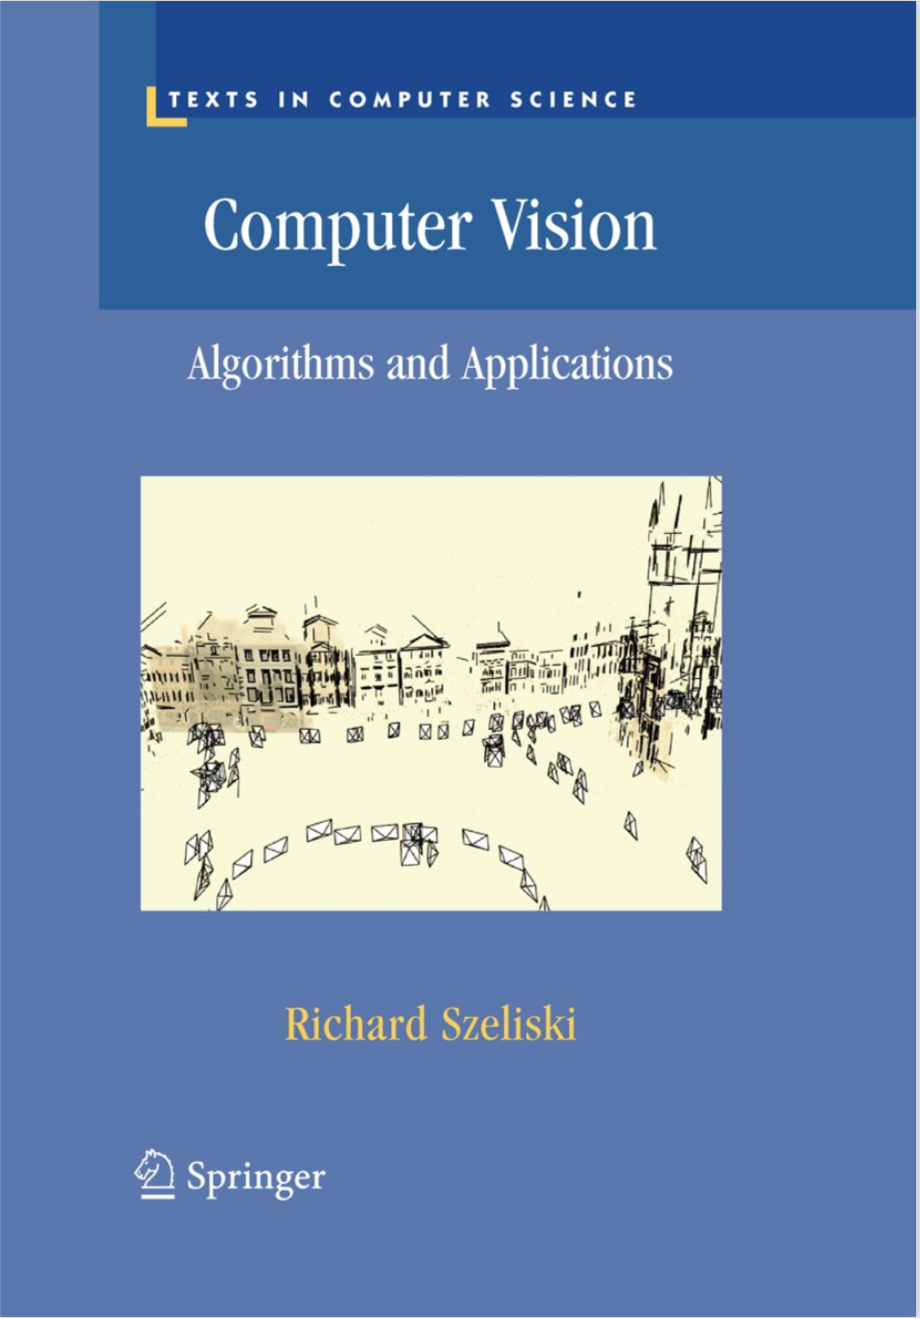 TEXTS IN COMPUTER SCIENCE
Computer Vision
Algorithms and Applications
Richard Szeliski
Springer